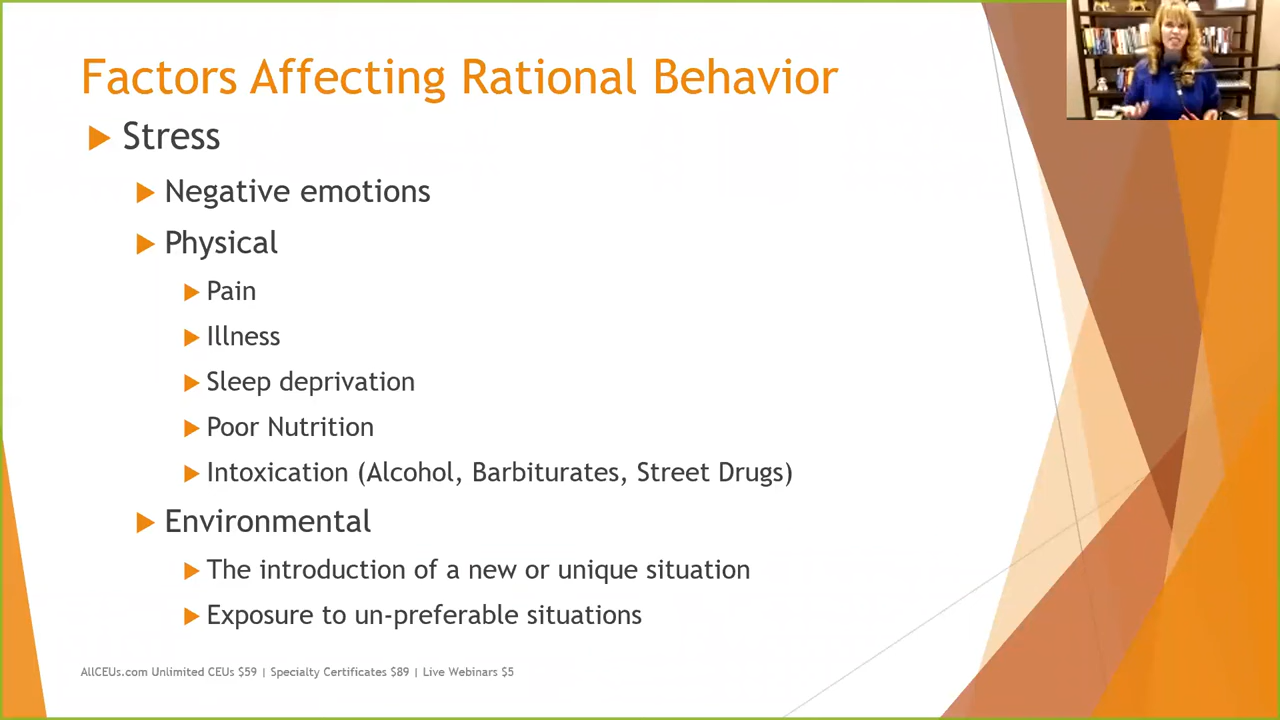 Factors Affecting Rational Behavior
Stress
Negative emotions
Physical
Pain
Illness
Sleep deprivation
Poor Nutrition
Intoxication (Alcohol, Barbiturates, Street Drugs)
Environmental
The introduction of a new or unique situation
Exposure to un-preferable situations
AllCEUs.com Unlimited CEUs $59 | Specialty Certificates $89 | Live Webinars $5